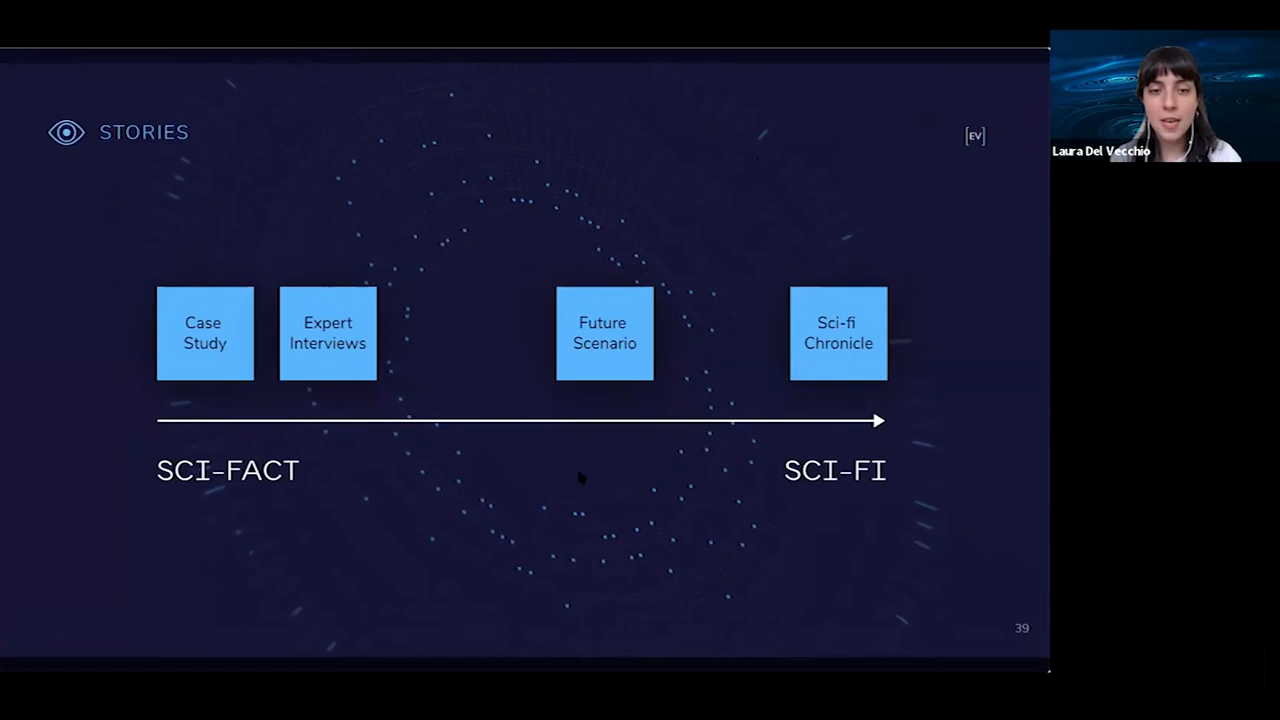 STORIES
[EV]
Laura Del Vecchio
Case
Study
Expert
Interviews
Future
Scenario
Sci-fi
Chronicle
SCI-FACT
SCI-FI
39